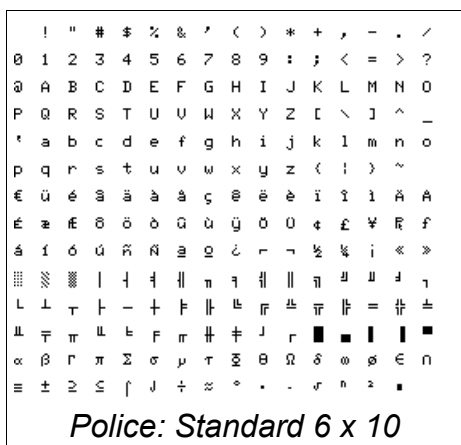 ! " # $ % & ' ( ) * + , - . /
0 1 2 3 4 5 6 7 8 9 : ; < = > ?
@ A B C D E F G H I J K L M N O
P Q R S T U V W X Y Z [ \ ] ^ _
‘ a b c d e f g h i j k l m n o
p q r s t u v w x y z { ¦ } ~
€ ü é â ä à å ç ê ë è ï î ì Ä Å
É æ Æ ô ö ò û ù ÿ Ö Ü ¢ £ ¥ ₧ ƒ
á í ó ú ñ Ñ ª º ¿ ⌐ ¬ ½ ¼ ¡ « »
░ ▒ ▓ │ ┤ ╡ ╢ ╖ ╕ ╣ ║ ╗ ╝ ╜ ╛ ┐
└ ┴ ┬ ├ ─ ┼ ╞ ╟ ╚ ╔ ╩ ╦ ╠ ═ ╬ ╧
╨ ╤ ╥ ╙ ╘ ╒ ╓ ╫ ╪ ┘ ┌ █ ▄ ▌ ▐ ▀
α β Γ π Σ σ µ τ Φ Θ Ω δ ∞ ø ∈ ∩
≡ ± ≥ ≤ ⌠ ⌡ ÷ ≈ ° ∙ · √ ⁿ ² ■
Police: Standard 6 x 10